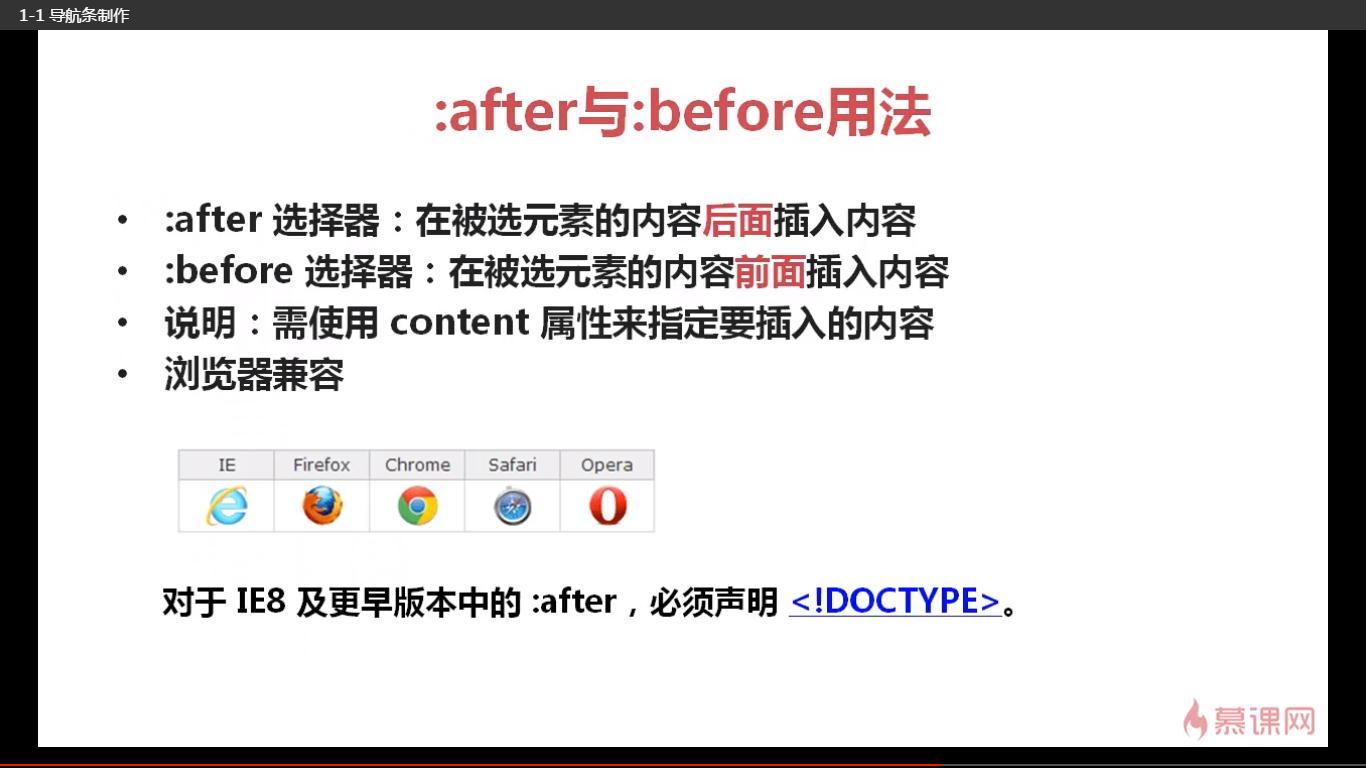 1-1 导航条制作
:after与:before用法
• :after 选择器：在被选元素的内容后面插入内容
• :before 选择器：在被选元素的内容前面插入内容
• 说明：需使用 content 属性来指定要插入的内容
• 浏览器兼容
IE Firefox Chrome Safari Opera
对于 IE8 及更早版本中的 :after，必须声明 <!DOCTYPE>。
慕课网